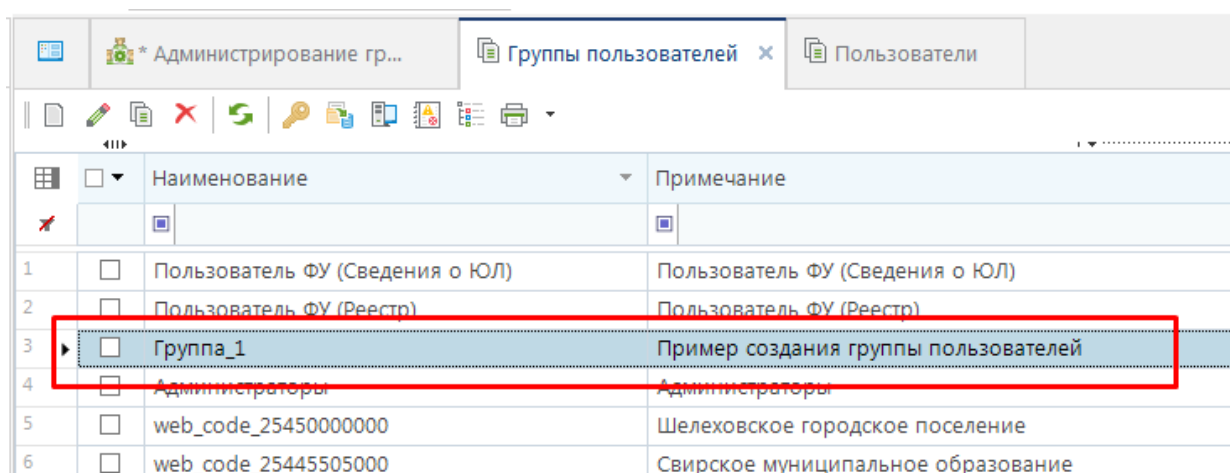 * Администрирование гр... Группы пользователей Пользователи
Наименование Примечание
1 Пользователь ФУ (Сведения о ЮЛ) Пользователь ФУ (Сведения о ЮЛ)
2 Пользователь ФУ (Реестр) Пользователь ФУ (Реестр)
3 Группа_1 Пример создания группы пользователей
4 Администраторы Администраторы
5 web_code_25450000000 Шелеховское городское поселение
6 web_code_25445505000 Свирское муниципальное образование